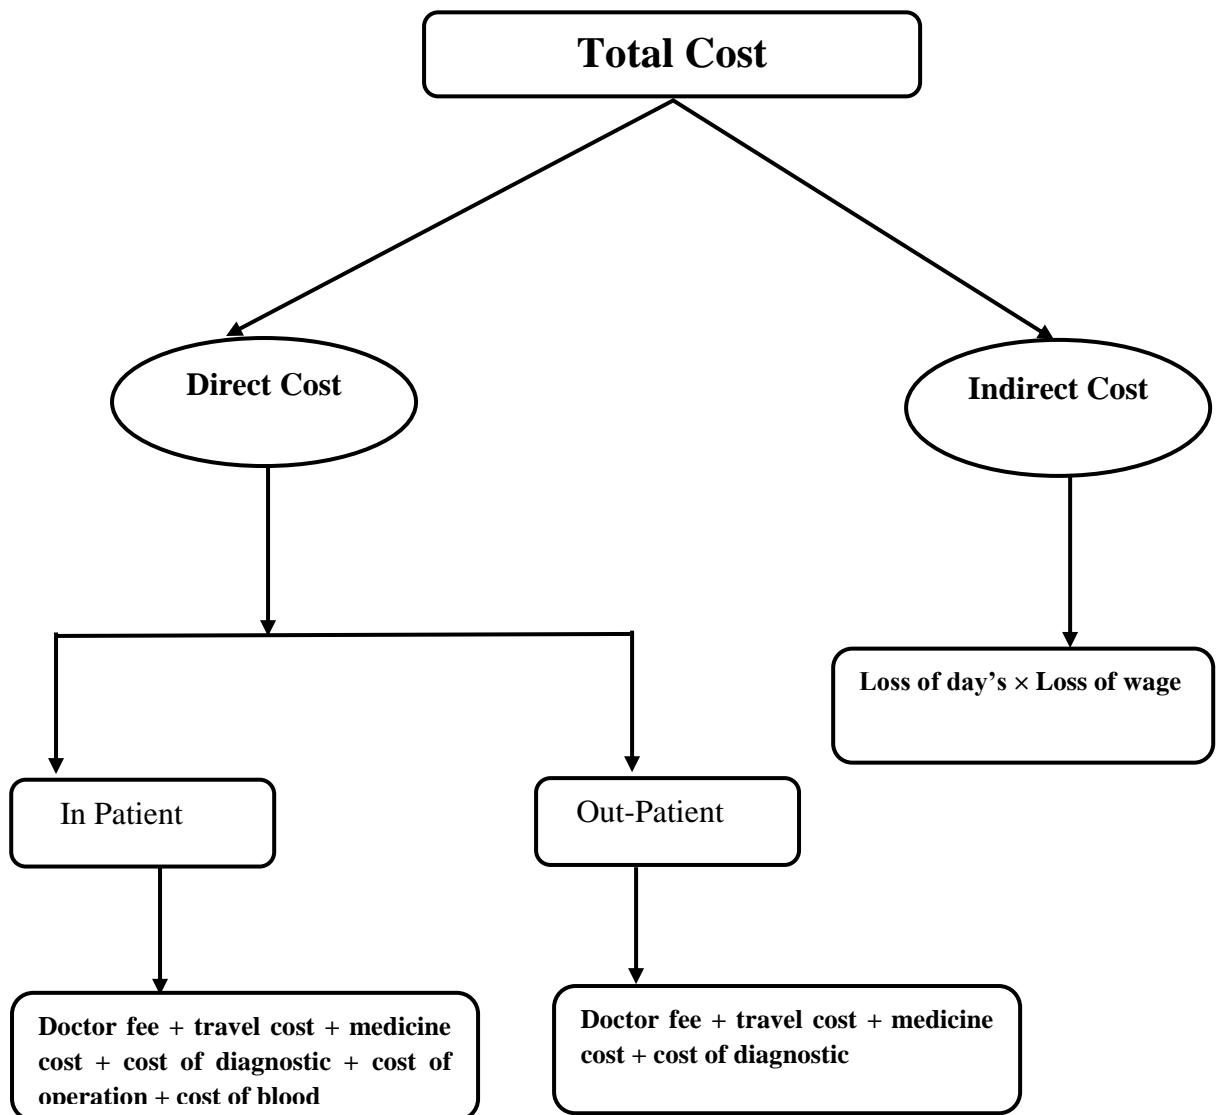 Total Cost
Direct Cost
Indirect Cost
Loss of day’s × Loss of wage
In Patient
Out-Patient
Doctor fee + travel cost + medicine
cost + cost of diagnostic + cost of
operation + cost of blood
Doctor fee + travel cost + medicine
cost + cost of diagnostic